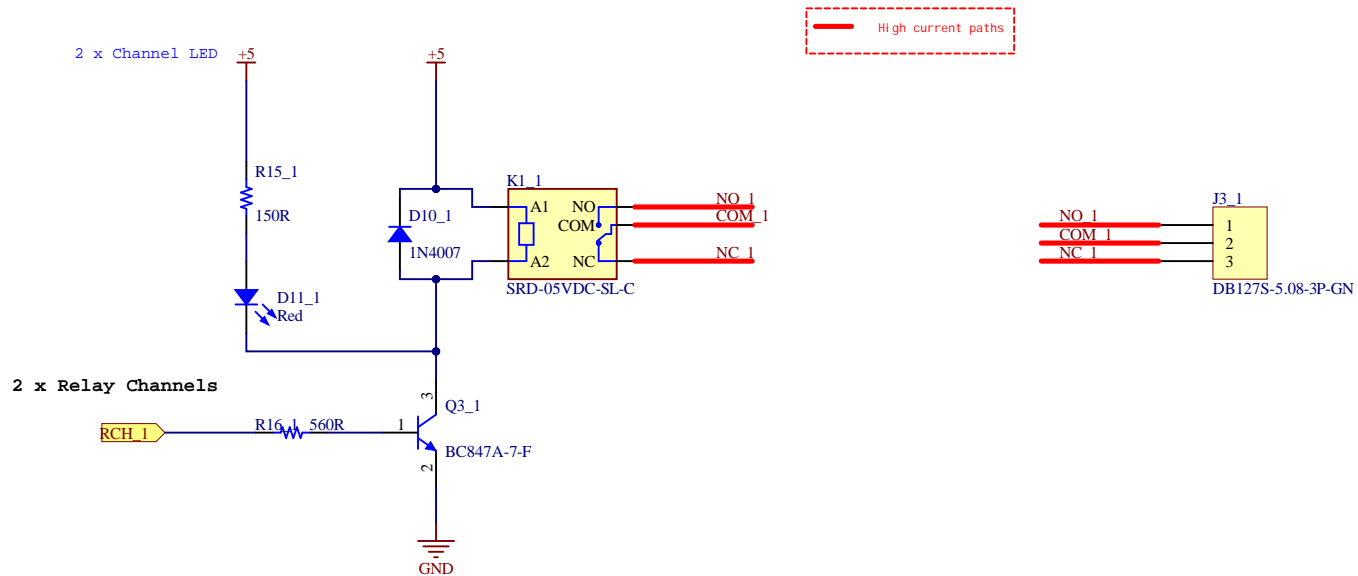 High current paths
2 x Channel LED
+5
+5
R15_1
150R
D10_1
1N4007
K1_1
A1
NO
COM
A2
NC
SRD-05VDC-SL-C
NO_1
COM_1
NC_1
NO_1
COM_1
NC_1
J3_1
1
2
3
DB127S-5.08-3P-GN
D11_1
Red
2 x Relay Channels
RCH_1
R16_1
560R
1
3
Q3_1
BC847A-7-F
2
GND